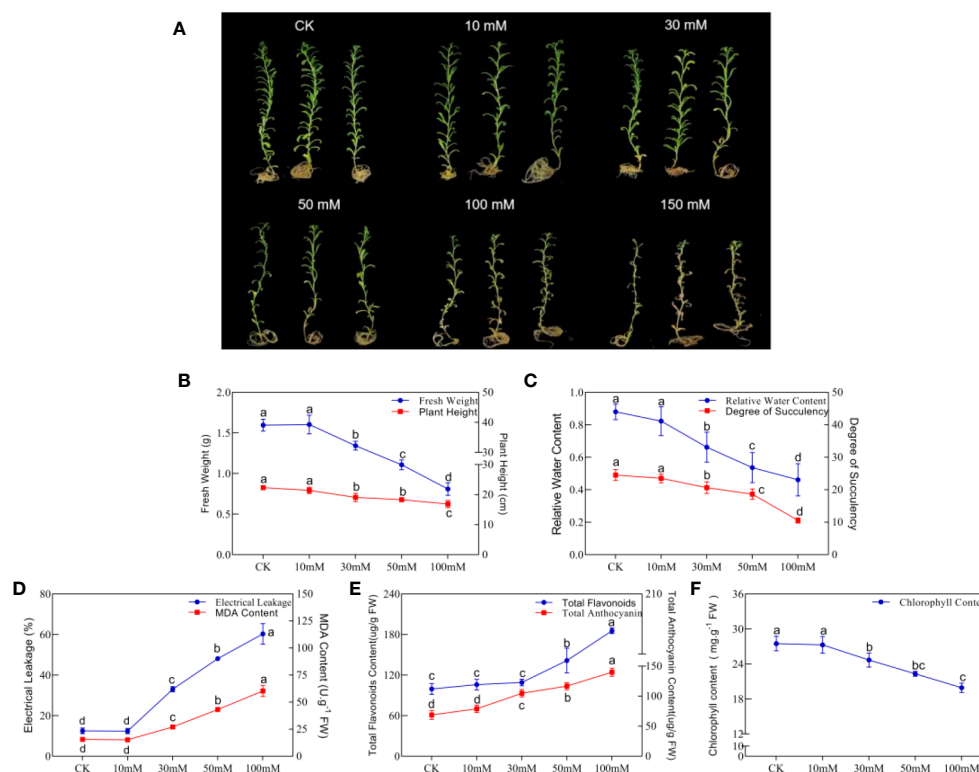 A
CK 10 mM 30 mM
50 mM 100 mM 150 mM
B
Fresh Weight
Plant Height
Fresh Weight (g)
2.0
1.5
1.0
0.5
0.0
Plant Height (cm)
50
40
30
30
20
10
0
a a b c d
a a b b c
CK 10mM 30mM 50mM 100mM
C
Relative Water Content
Degree of Succulency
Relative Water Content
1.0
0.8
0.6
0.4
0.2
Degree of Succulency
50
40
30
20
10
0
a a b c d
a a b c d
CK 10mM 30mM 50mM 100mM
D
Electrical Leakage
MDA Content
Electrical Leakage (%)
80
60
40
20
0
MDA Content (U.g-1 FW)
150
125
100
75
50
25
0
d d c b a
d d c b a
CK 10mM 30mM 50mM 100mM
E
Total Flavonoids
Total Anthocyanin
Total Flavonoids Content(ug/g FW)
240
180
120
60
0
Total Anthocyanin Content(ug/g FW)
210
150
100
50
0
c c c b a
d d c b a
CK 10mM 30mM 50mM 100mM
F
Chlorophyll Conte
Chlorophyll content ( mg.g-1 FW )
36
30
24
18
12
10
0
a a b bc c
CK 10mM 30mM 50mM 100mM